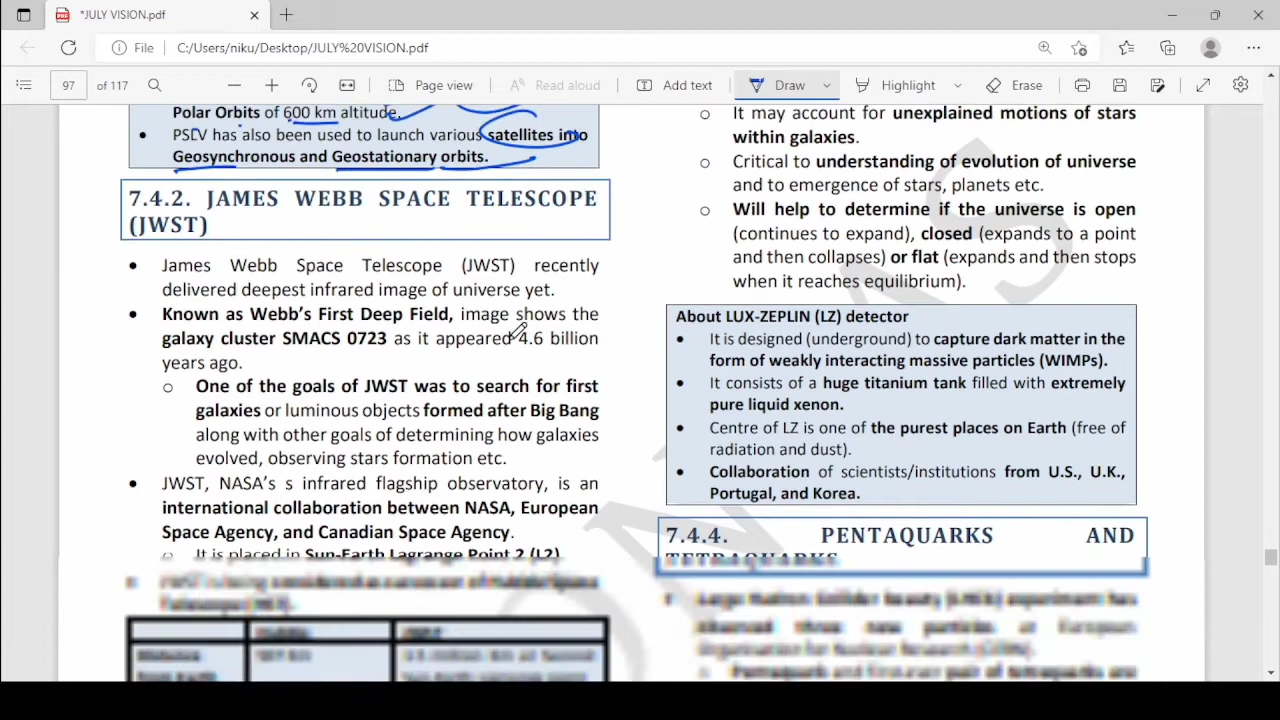 *JULY VISION.pdf
File
C:/Users/niku/Desktop/JULY%20VISION.pdf
97 of 117
Page view
Read aloud
Add text
Draw
Highlight
Erase
Polar Orbits of 600 km altitude.
• PSLV has also been used to launch various satellites into
Geosynchronous and Geostationary orbits.
7.4.2. JAMES WEBB SPACE TELESCOPE
(JWST)
• James Webb Space Telescope (JWST) recently
delivered deepest infrared image of universe yet.
• Known as Webb's First Deep Field, image shows the
galaxy cluster SMACS 0723 as it appeared 4.6 billion
years ago.
o One of the goals of JWST was to search for first
galaxies or luminous objects formed after Big Bang
along with other goals of determining how galaxies
evolved, observing stars formation etc.
• JWST, NASA's s infrared flagship observatory, is an
international collaboration between NASA, European
Space Agency, and Canadian Space Agency.
o It is placed in Sun-Earth Lagrange Point 2 (L2)
o It may account for unexplained motions of stars
within galaxies.
o Critical to understanding of evolution of universe
and to emergence of stars, planets etc.
o Will help to determine if the universe is open
(continues to expand), closed (expands to a point
and then collapses) or flat (expands and then stops
when it reaches equilibrium).
About LUX-ZEPLIN (LZ) detector
• It is designed (underground) to capture dark matter in the
form of weakly interacting massive particles (WIMPs).
• It consists of a huge titanium tank filled with extremely
pure liquid xenon.
• Centre of LZ is one of the purest places on Earth (free of
radiation and dust).
• Collaboration of scientists/institutions from U.S., U.K.,
Portugal, and Korea.
7.4.4. PENTAQUARKS AND
TETRAQUARKS